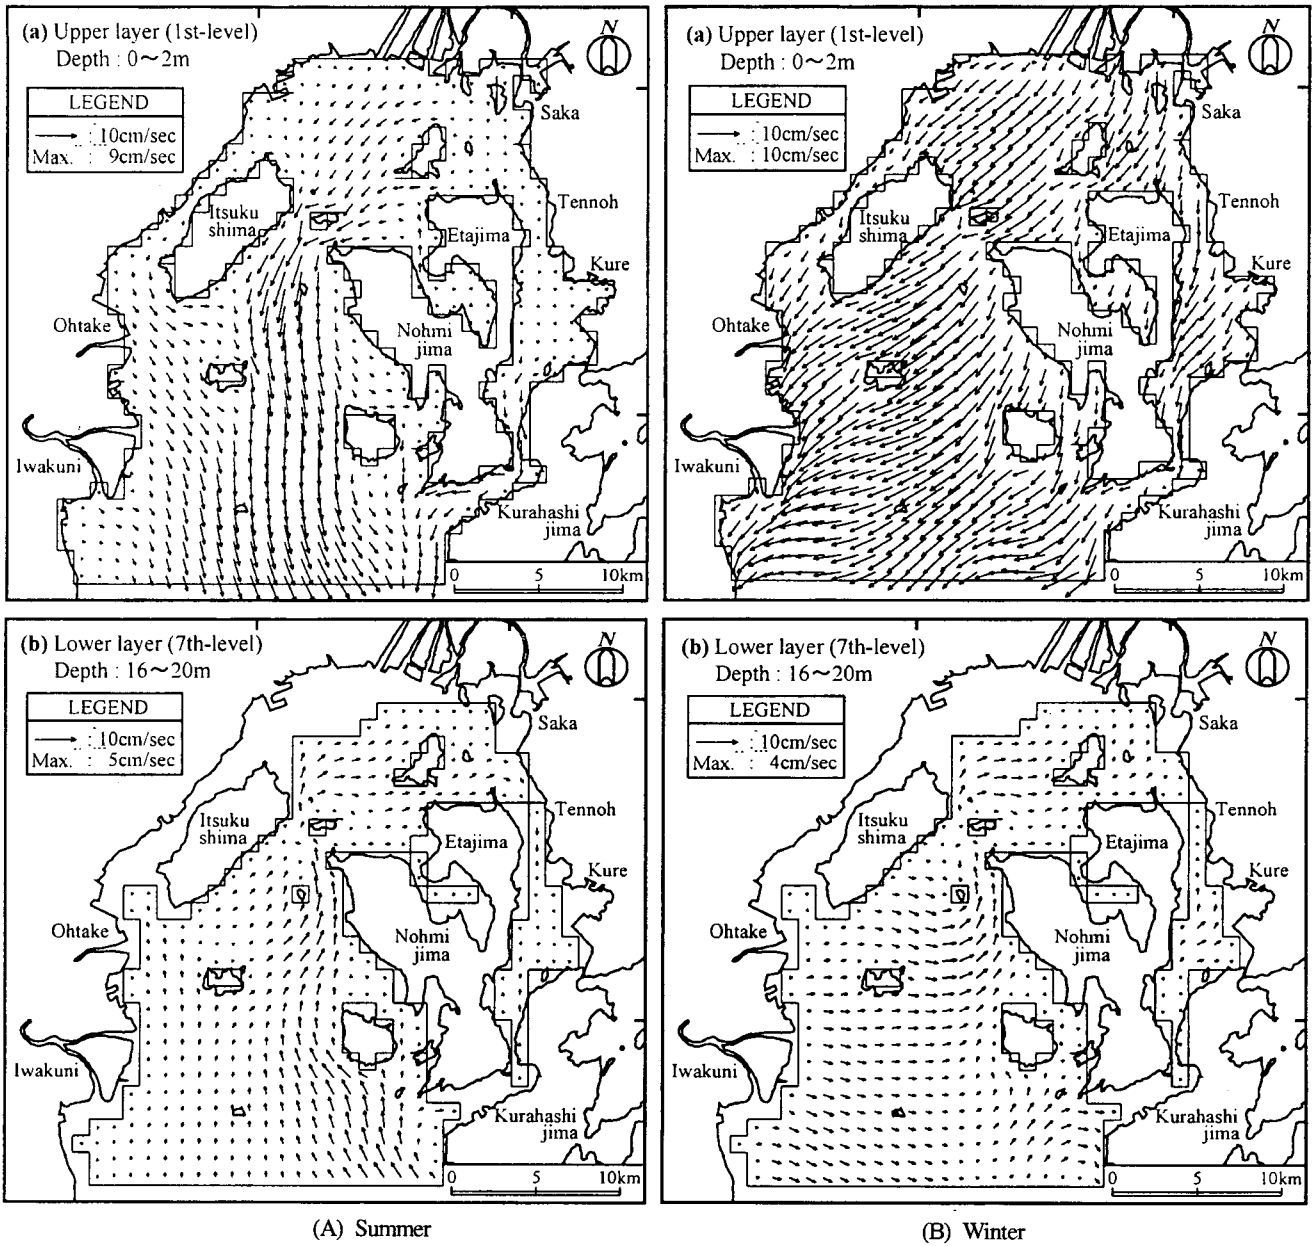 (a) Upper layer (1st-level)
Depth : 0～2m
N
LEGEND
: 10cm/sec
Max. : 9cm/sec
Saka
Tennoh
Itsuku
shima
Etajima
Kure
Ohtake
Nohmi
jima
Iwakuni
Kurahashi
jima
0 5 10km
(a) Upper layer (1st-level)
Depth : 0～2m
N
LEGEND
: 10cm/sec
Max. : 10cm/sec
Saka
Tennoh
Itsuku
shima
Etajima
Kure
Ohtake
Nohmi
jima
Iwakuni
Kurahashi
jima
0 5 10km
(b) Lower layer (7th-level)
Depth : 16～20m
N
LEGEND
: 10cm/sec
Max. : 5cm/sec
Saka
Tennoh
Itsuku
shima
Etajima
Kure
Ohtake
Nohmi
jima
Iwakuni
Kurahashi
jima
0 5 10km
(b) Lower layer (7th-level)
Depth : 16～20m
N
LEGEND
: 10cm/sec
Max. : 4cm/sec
Saka
Tennoh
Itsuku
shima
Etajima
Kure
Ohtake
Nohmi
jima
Iwakuni
Kurahashi
jima
0 5 10km
(A) Summer
(B) Winter